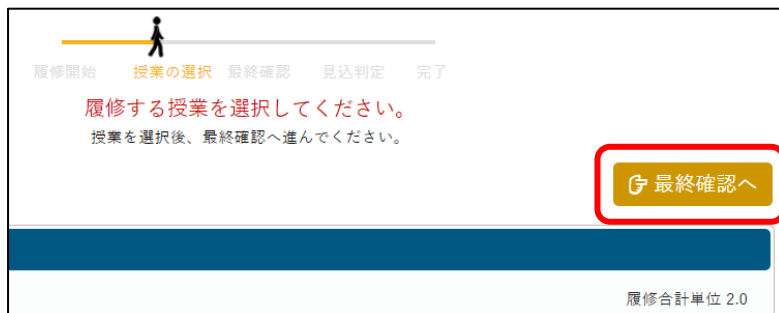 履修開始 授業の選択 最終確認 見込判定 完了
履修する授業を選択してください。
授業を選択後、最終確認へ進んでください。
最終確認へ
履修合計単位 2.0